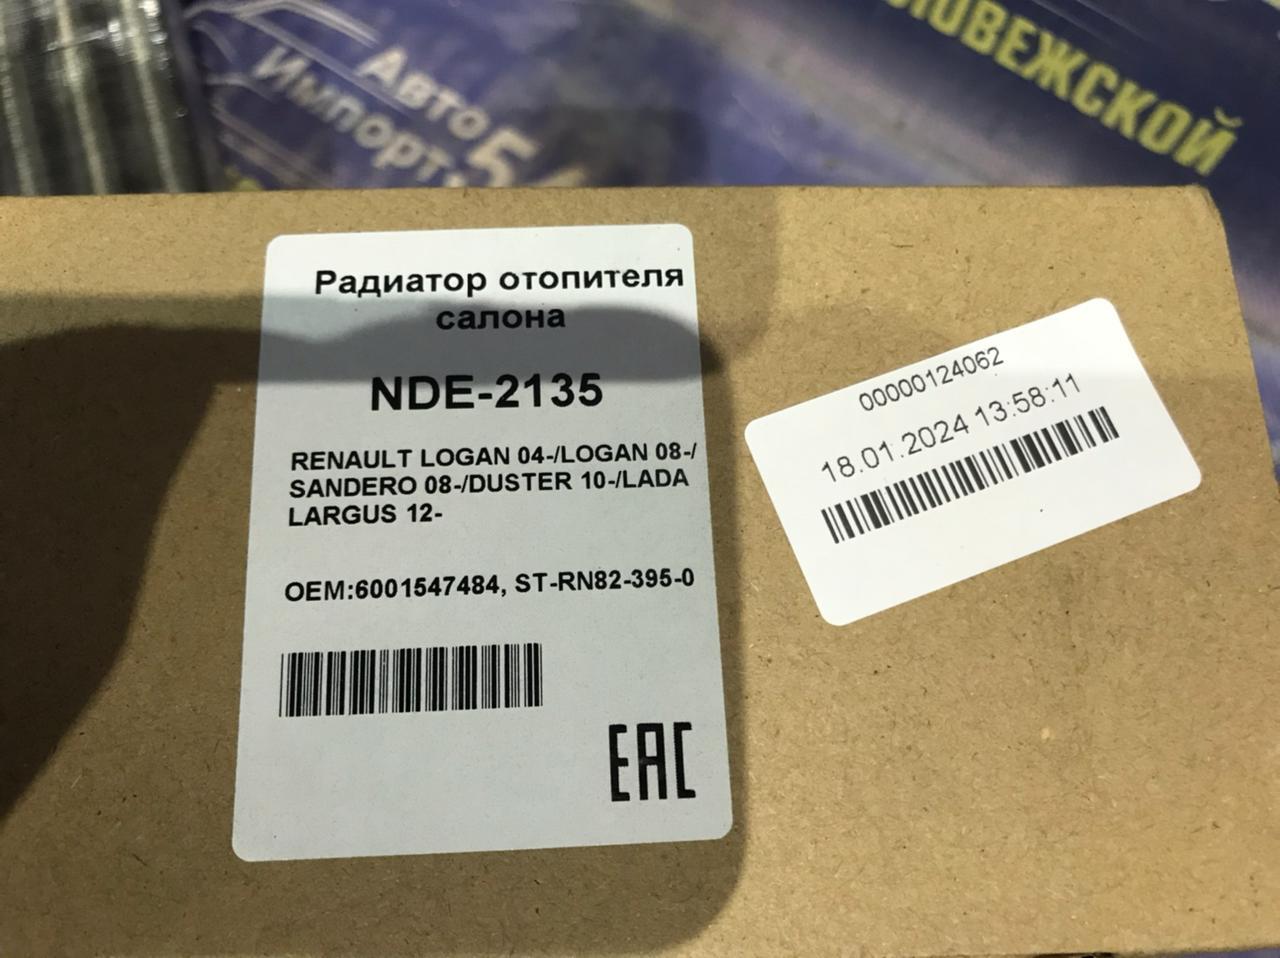 Авто
Импорт
ЛОВЕЖСКОЙ
Радиатор отопителя
салона
NDE-2135
RENAULT LOGAN 04-/LOGAN 08-/
SANDERO 08-/DUSTER 10-/LADA
LARGUS 12-
OEM:6001547484, ST-RN82-395-0
EAC
00000124062
18.01.2024 13:58:11